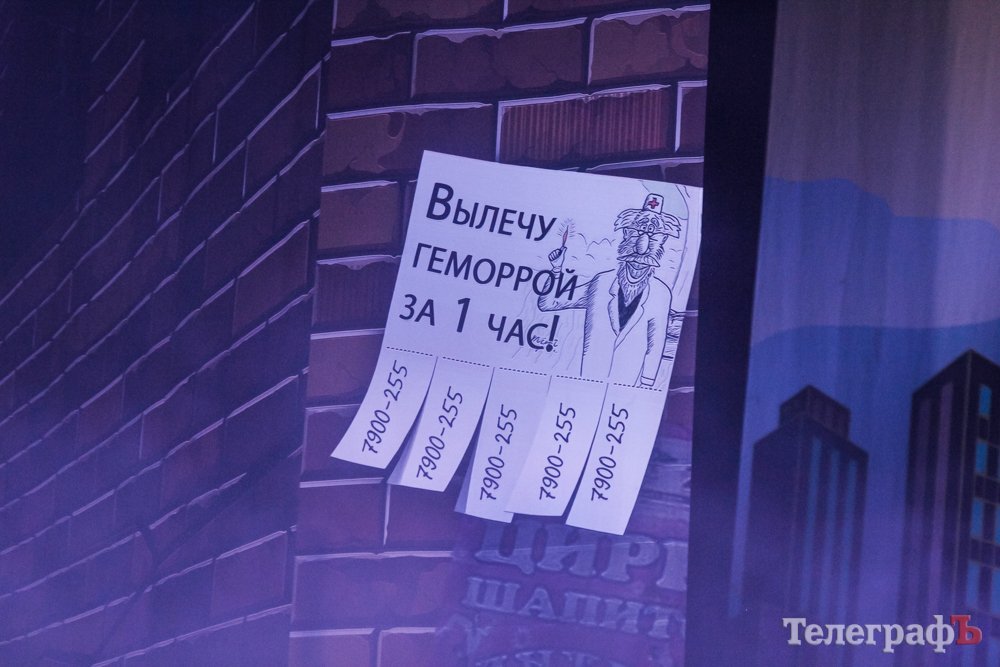 Вылечу
геморрой
за 1 час!
7900-255
7900-255
7900-255
7900-255
7900-255
ЦИРК
ШАПИТО
ТелеграфЪ